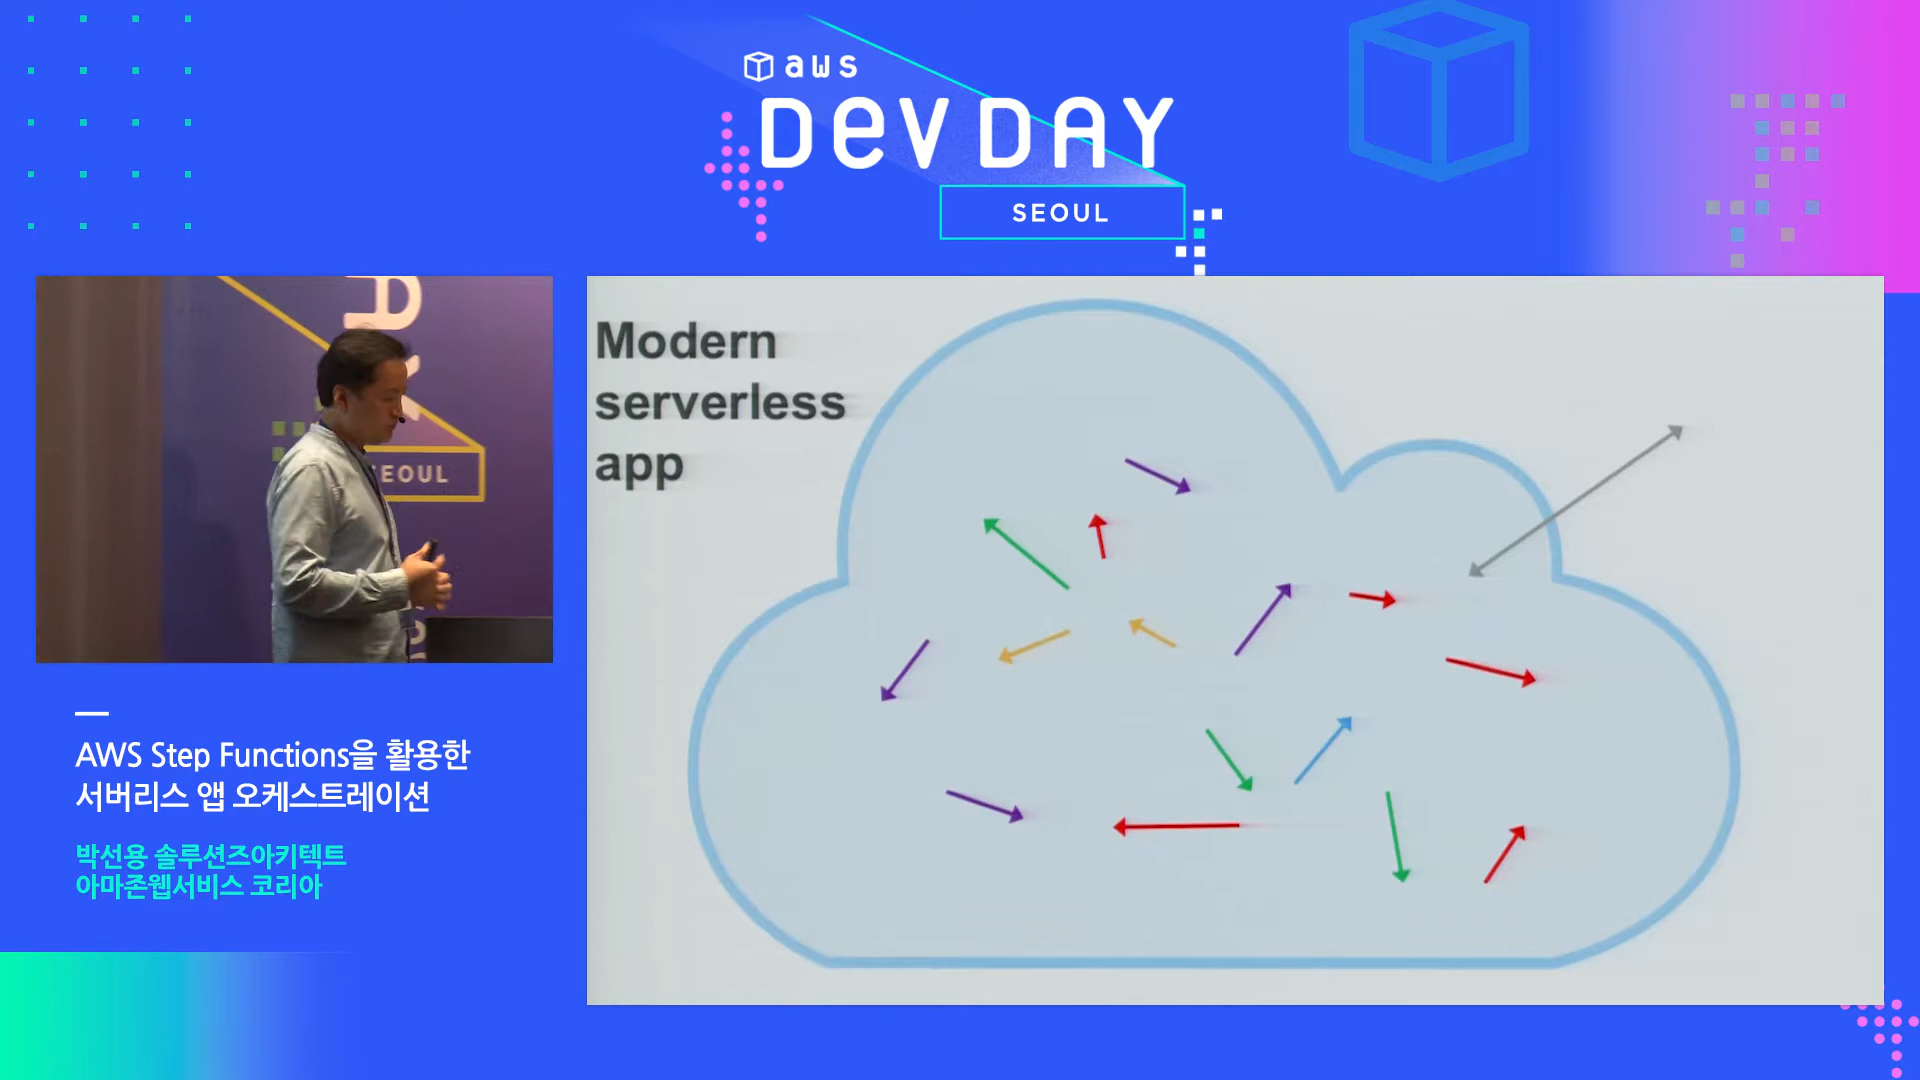 aws
DEV DAY
SEOUL
SEOUL
Modern
serverless
app
AWS Step Functions을 활용한
서버리스 앱 오케스트레이션
박선용 솔루션즈아키텍트
아마존웹서비스 코리아